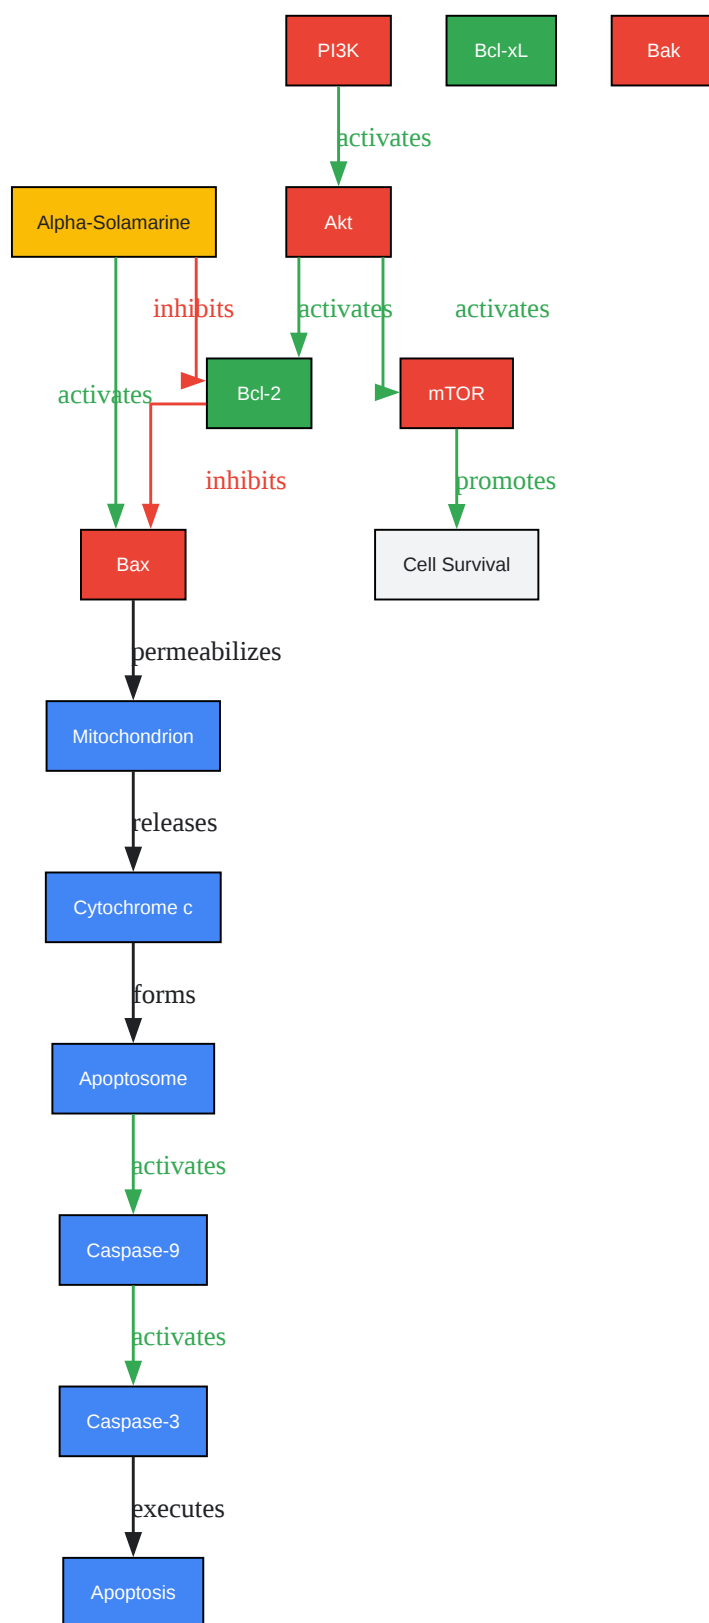 PI3K
Bcl-xL
Bak
activates
Alpha-Solamarine
Akt
inhibits
activates
activates
activates
Bcl-2
mTOR
inhibits
promotes
Bax
Cell Survival
permeabilizes
Mitochondrion
releases
Cytochrome c
forms
Apoptosome
activates
Caspase-9
activates
Caspase-3
executes
Apoptosis